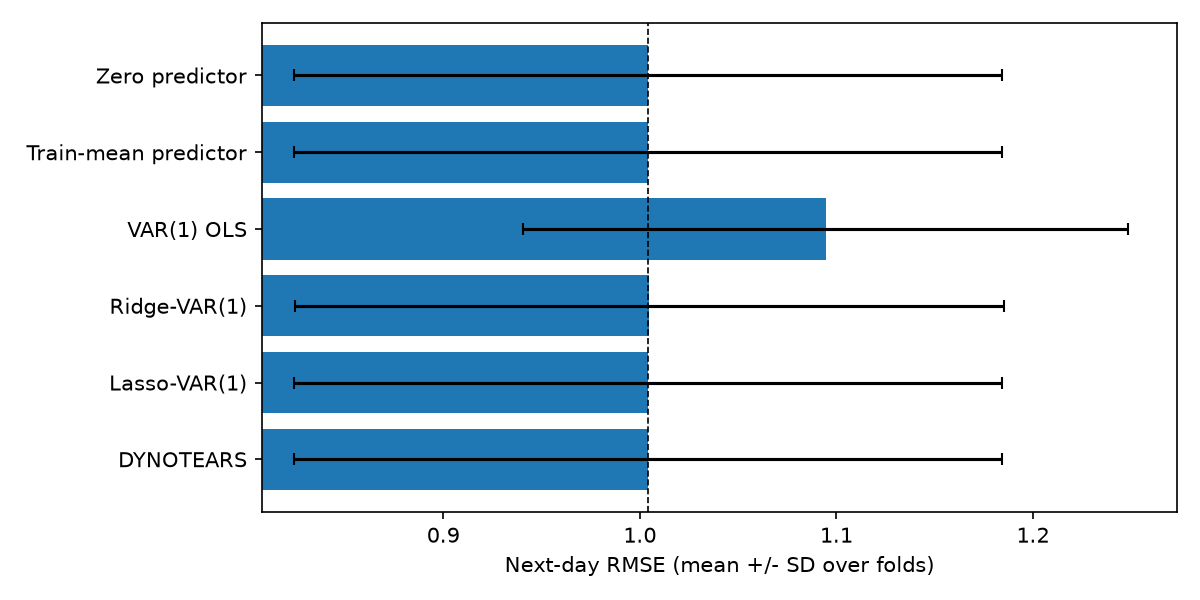 Zero predictor
Train-mean predictor
VAR(1) OLS
Ridge-VAR(1)
Lasso-VAR(1)
DYNOTEARS
0.9 1.0 1.1 1.2
Next-day RMSE (mean +/- SD over folds)